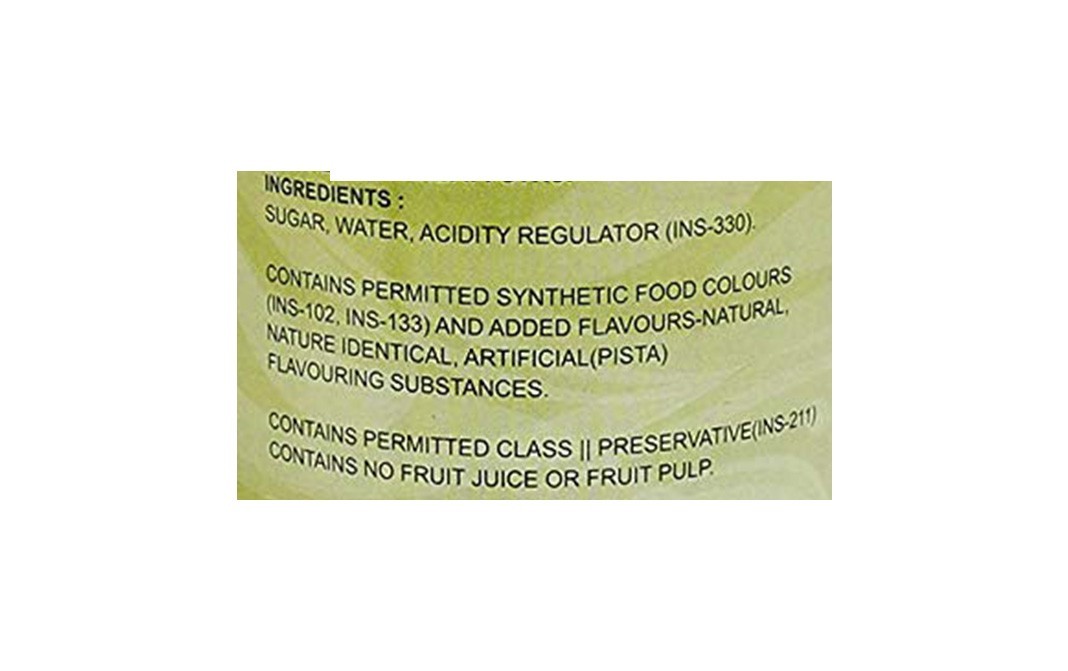 INGREDIENTS :
SUGAR, WATER, ACIDITY REGULATOR (INS-330).
CONTAINS PERMITTED SYNTHETIC FOOD COLOURS
(INS-102, INS-133) AND ADDED FLAVOURS-NATURAL,
NATURE IDENTICAL, ARTIFICIAL(PISTA)
FLAVOURING SUBSTANCES.
CONTAINS PERMITTED CLASS || PRESERVATIVE(INS-211)
CONTAINS NO FRUIT JUICE OR FRUIT PULP.